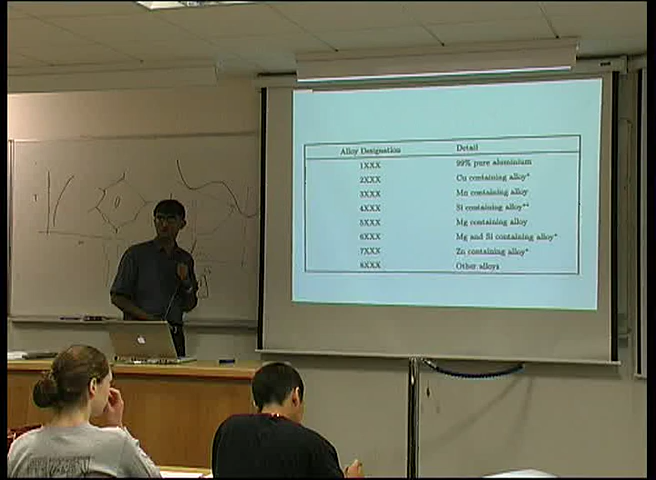 Alloy Designation Detail
1XXX 99% pure aluminium
2XXX Cu containing alloy*
3XXX Mn containing alloy
4XXX Si containing alloy**
5XXX Mg containing alloy
6XXX Mg and Si containing alloy*
7XXX Zn containing alloy*
8XXX Other alloys